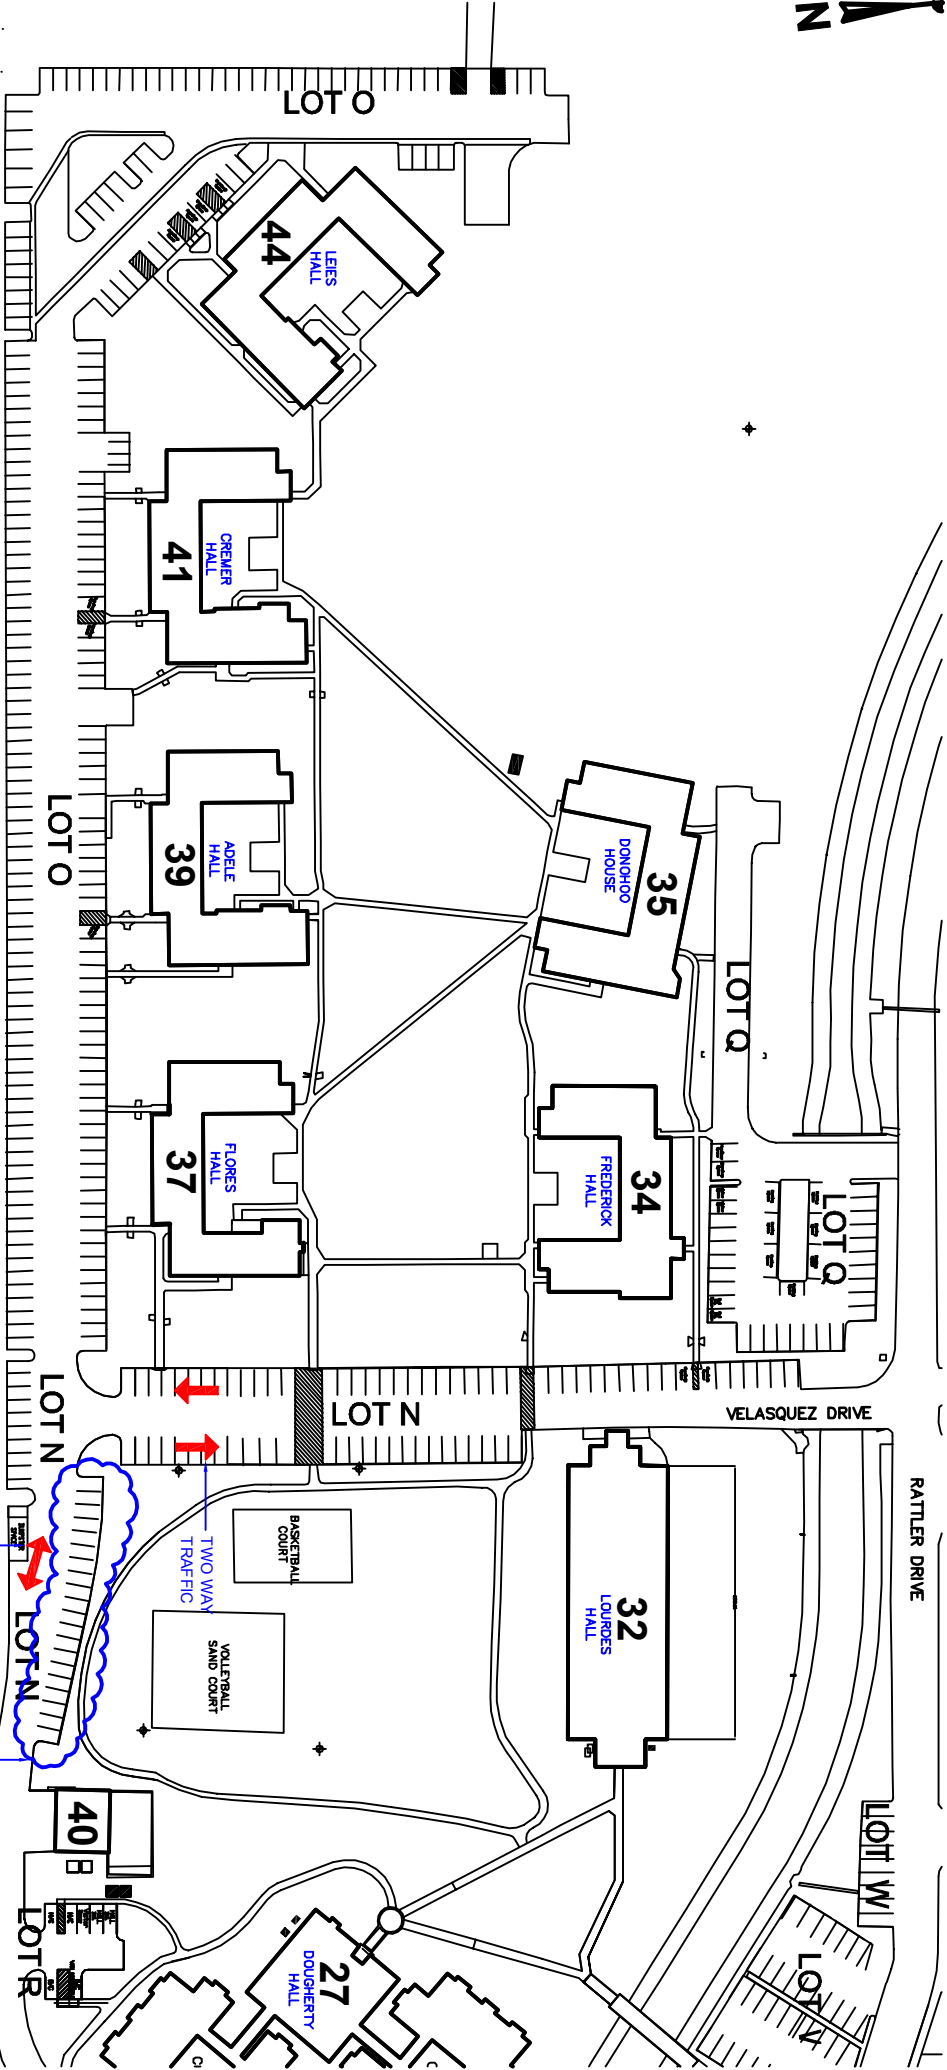 N
LOT O
44
LEIES
HALL
41
CREMER
HALL
LOT O
39
ADELE
HALL
35
DONOHOO
HOUSE
LOT Q
37
FLORES
HALL
34
FREDERICK
HALL
LOT Q
LOT N
LOT N
VELASQUEZ DRIVE
RATTLER DRIVE
TWO WAY
TRAFFIC
BASKETBALL
COURT
VOLLEYBALL
SAND COURT
32
LOURDES
HALL
LOT N
40
LOT W
LOT V
LOT R
27
DOUGHERTY
HALL